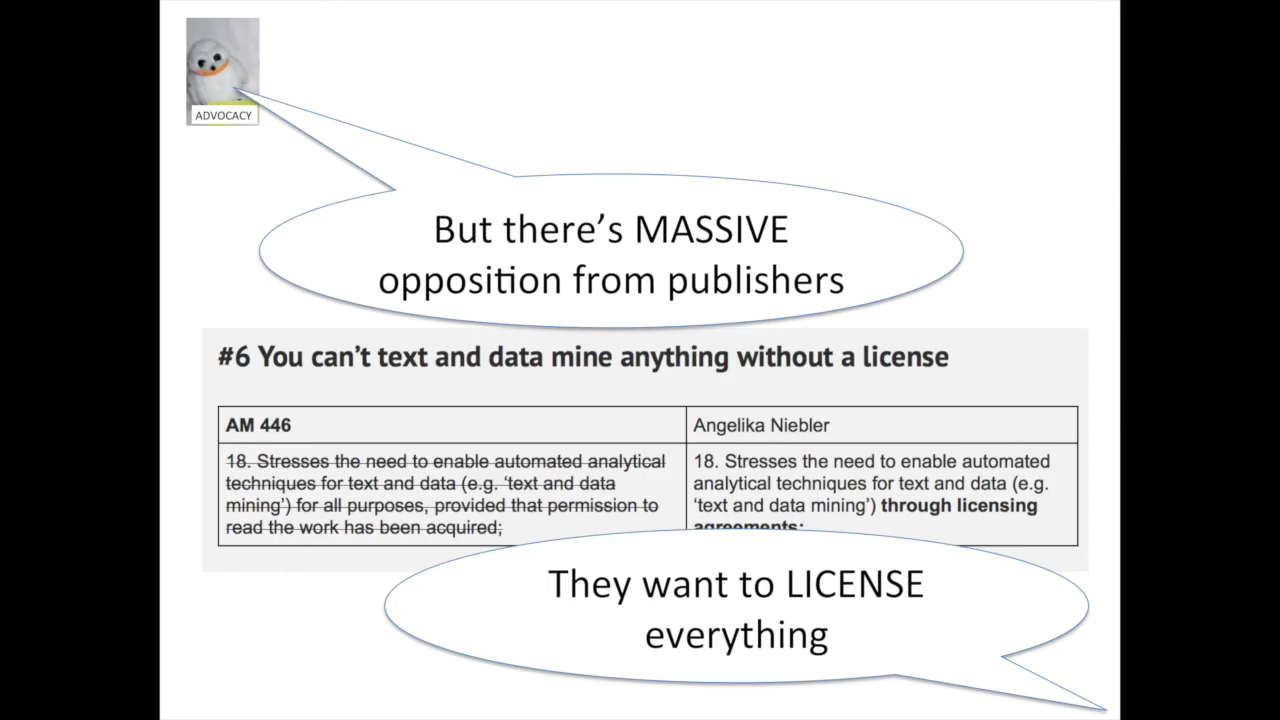 ADVOCACY
But there’s MASSIVE
opposition from publishers
#6 You can’t text and data mine anything without a license
AM 446
Angelika Niebler
18. Stresses the need to enable automated analytical
techniques for text and data (e.g. ‘text and data
mining’) for all purposes, provided that permission to
read the work has been acquired;
18. Stresses the need to enable automated
analytical techniques for text and data (e.g.
‘text and data mining’) through licensing
agreements;
They want to LICENSE
everything